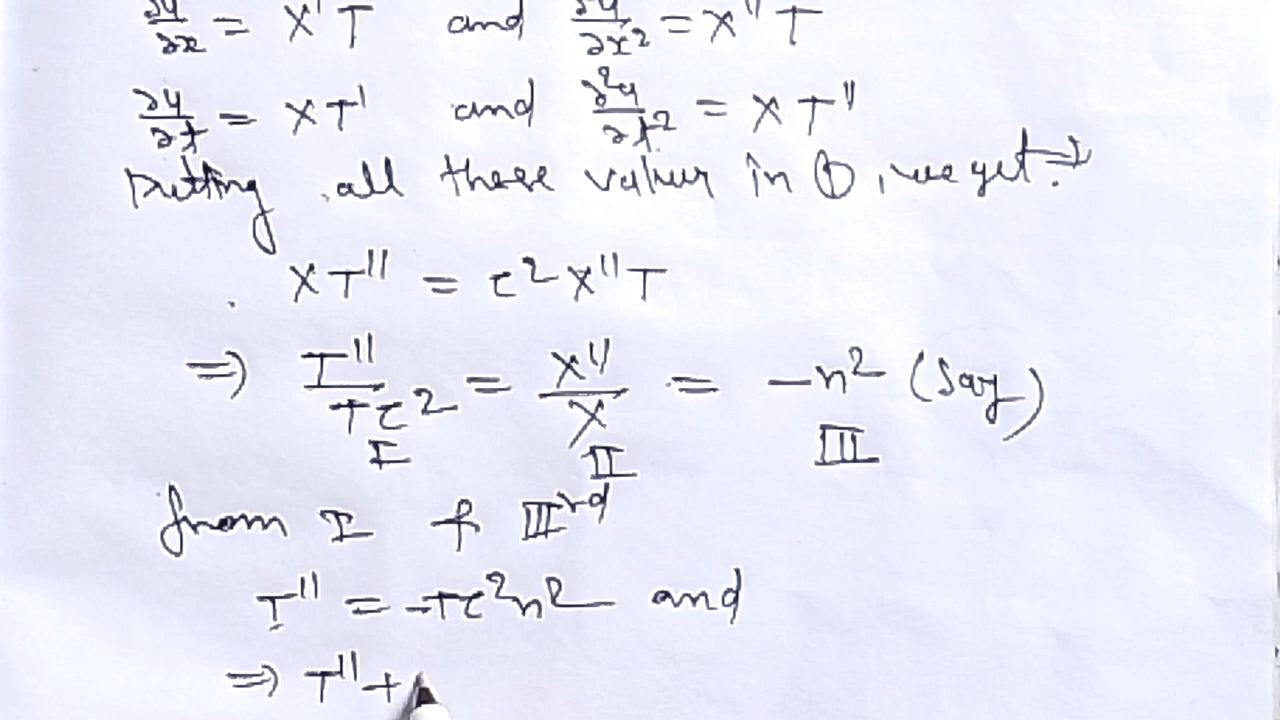 ∂y/∂x = X'T and ∂²y/∂x² = X''T
∂y/∂t = XT' and ∂²y/∂t² = XT''
Putting all these values in ①, we get →
XT'' = c²X''T
⇒ T''/Tc² = X''/X = -n² (Say)
I II III
from I & IIIrd
T'' = -Tc²n² and
⇒ T'' +